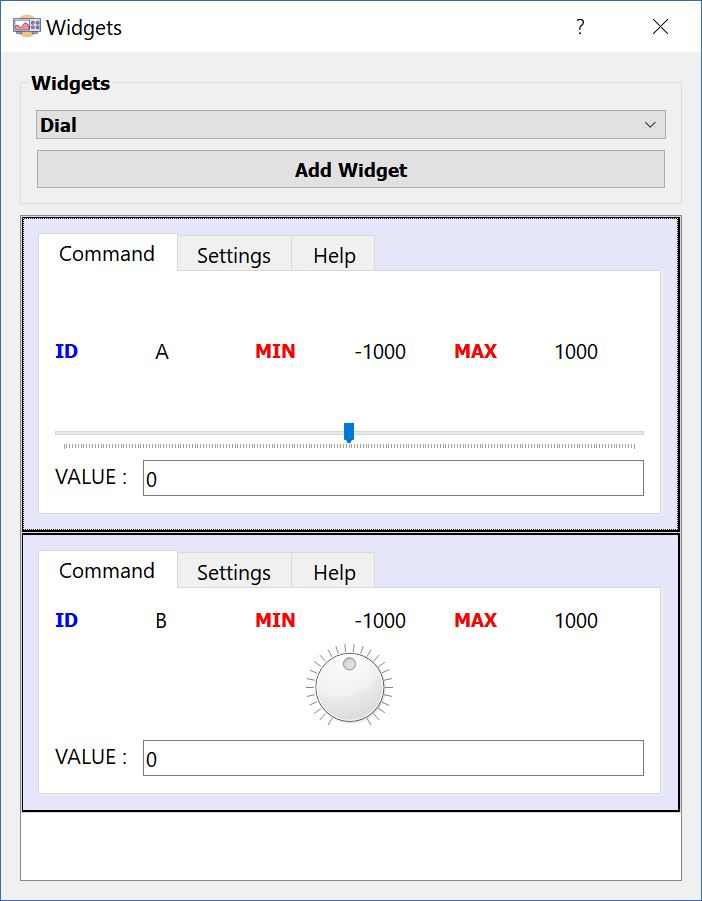 Widgets
?
Widgets
Dial
Add Widget
Command Settings Help
ID A MIN -1000 MAX 1000
VALUE : 0
Command Settings Help
ID B MIN -1000 MAX 1000
VALUE : 0